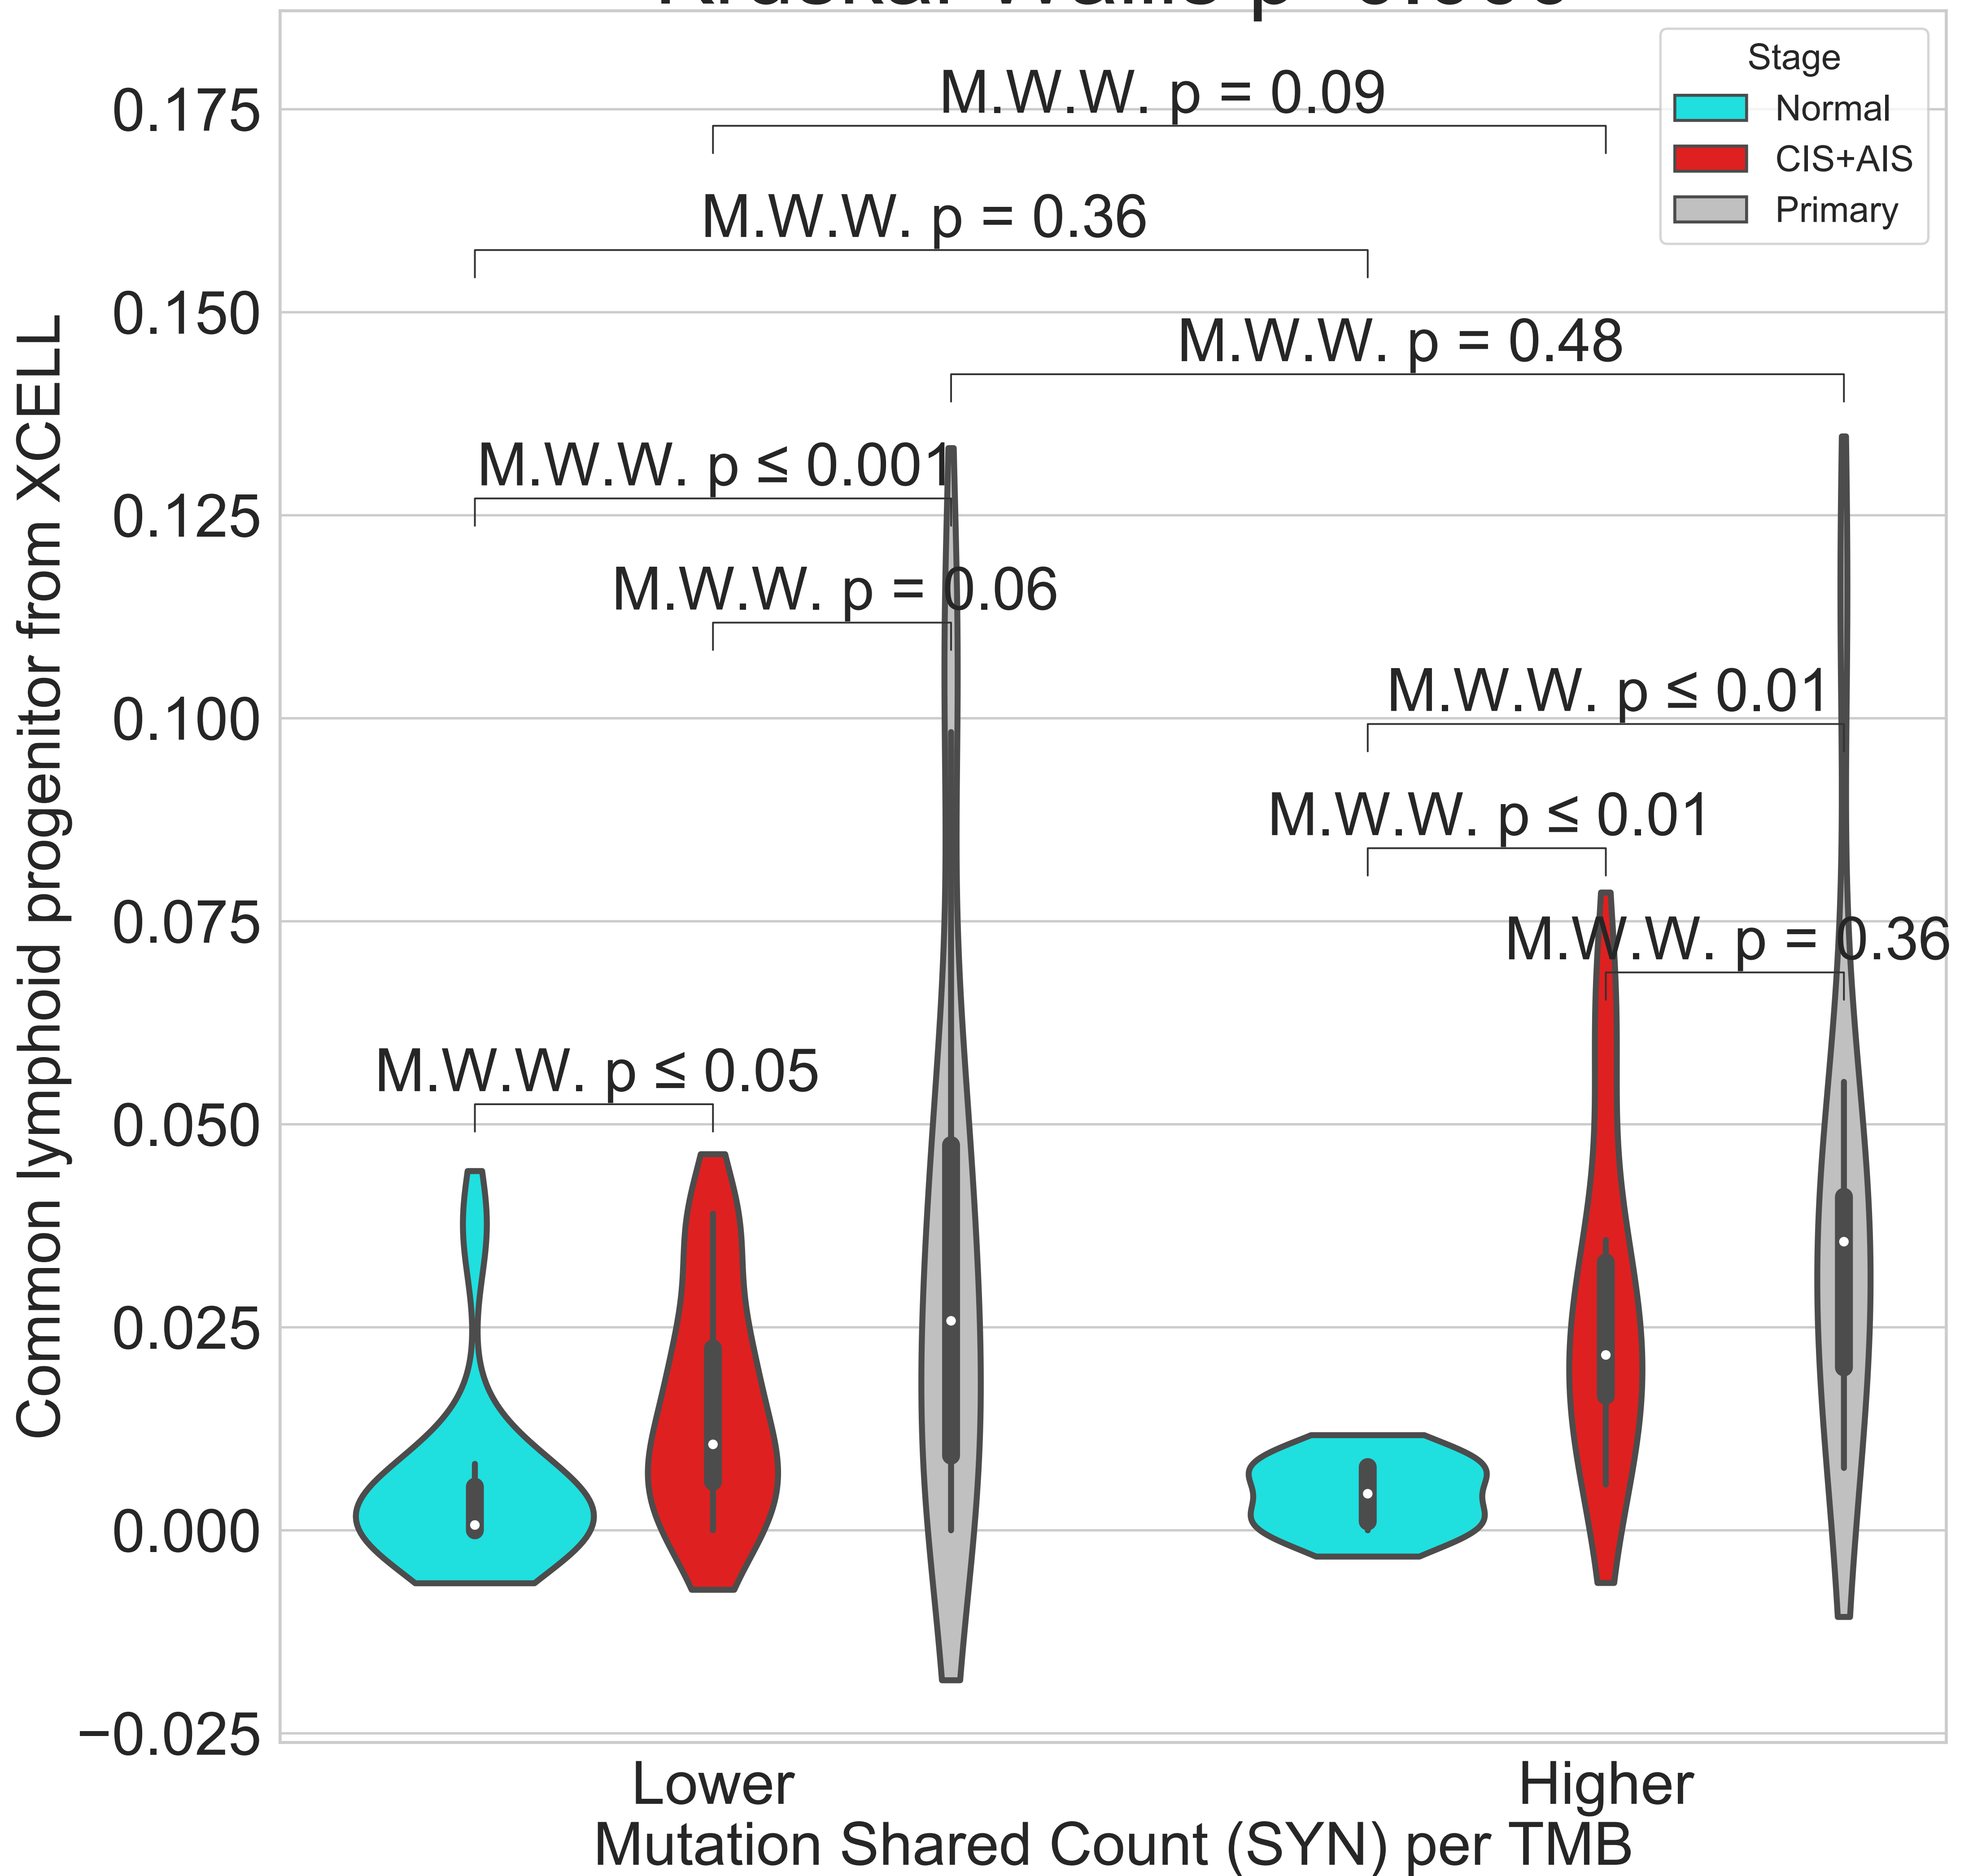 Stage
Normal
CIS+AIS
Primary
M.W.W. p = 0.09
M.W.W. p = 0.36
M.W.W. p = 0.48
M.W.W. p ≤ 0.001
M.W.W. p = 0.06
M.W.W. p ≤ 0.01
M.W.W. p ≤ 0.01
M.W.W. p = 0.36
M.W.W. p ≤ 0.05
Common lymphoid progenitor from XCELL
0.175
0.150
0.125
0.100
0.075
0.050
0.025
0.000
−0.025
Lower
Higher
Mutation Shared Count (SYN) per TMB